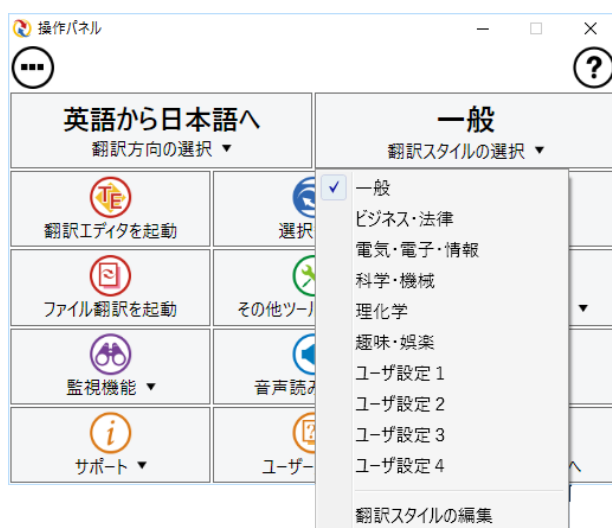 操作パネル
?
英語から日本語へ
翻訳方向の選択 ▼
一般
翻訳スタイルの選択 ▼
TE
翻訳エディタを起動
選択
ファイル翻訳を起動
その他ツー
監視機能 ▼
音声読み
i
サポート ▼
?
ユーザー
▼
へ
✓ 一般
ビジネス・法律
電気・電子・情報
科学・機械
理化学
趣味・娯楽
ユーザ設定 1
ユーザ設定 2
ユーザ設定 3
ユーザ設定 4
翻訳スタイルの編集